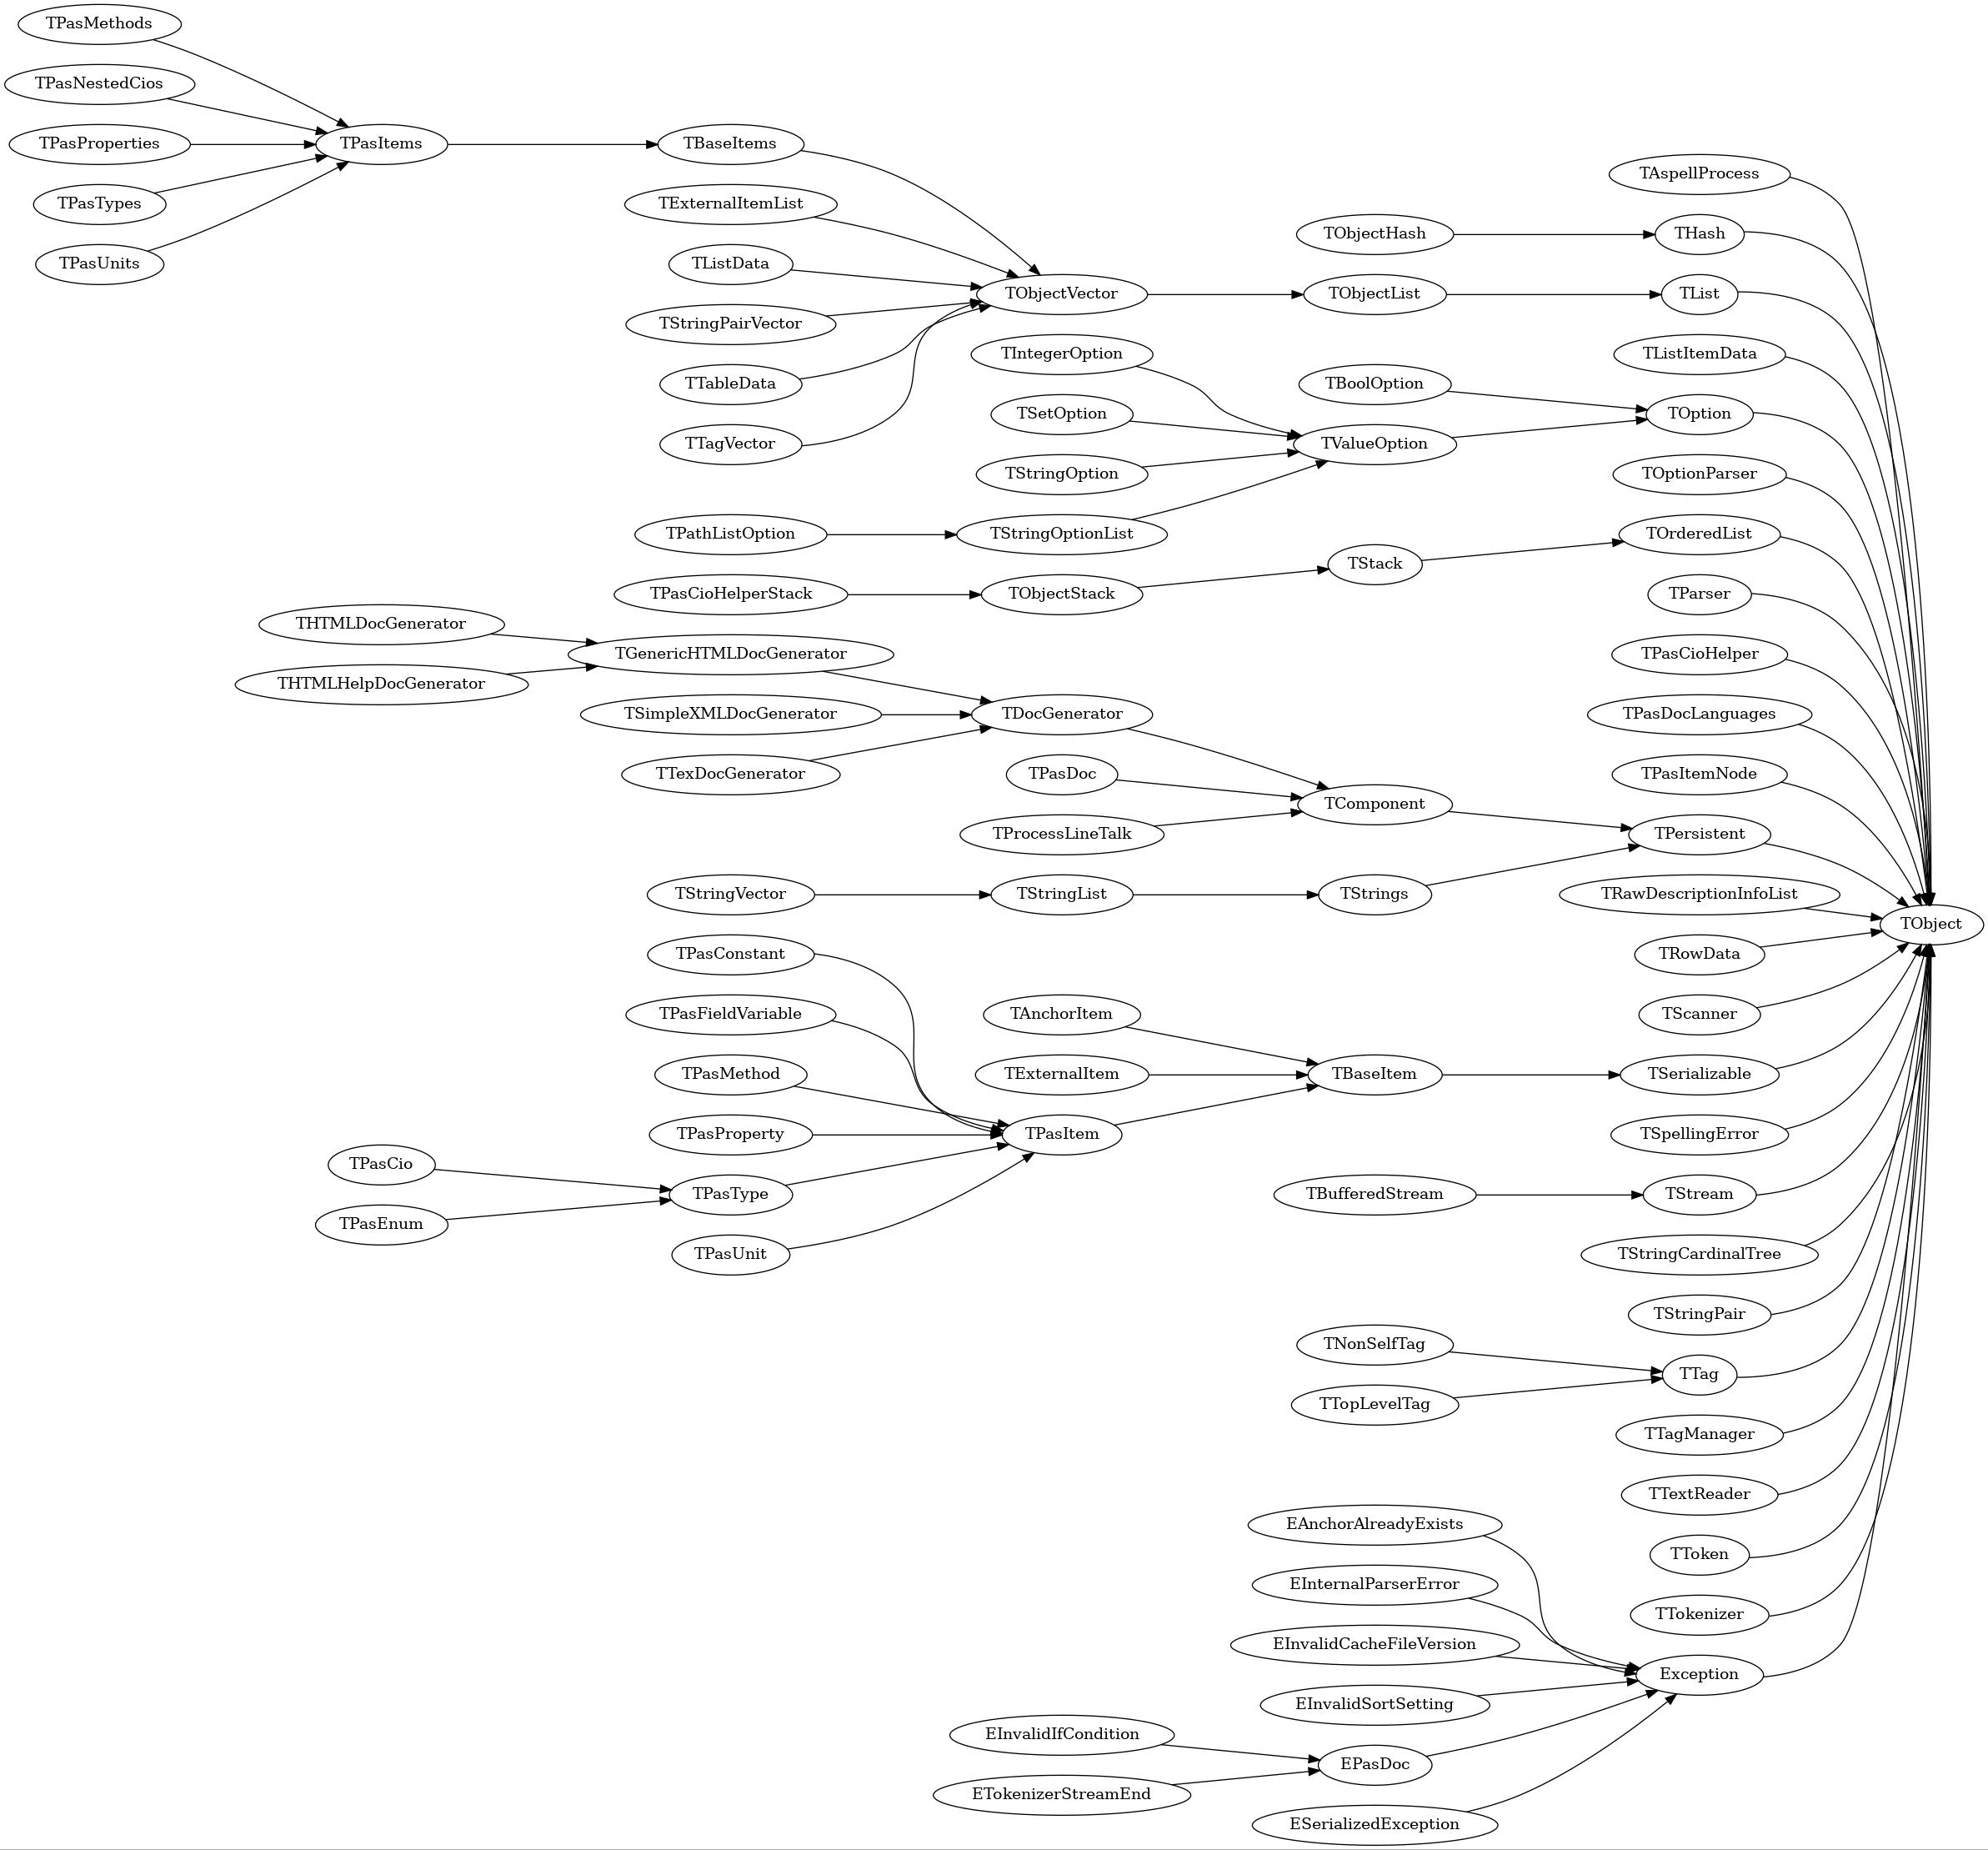 TPasMethods
TPasNestedCios
TPasProperties
TPasTypes
TPasUnits
TPasItems
THTMLDocGenerator
THTMLHelpDocGenerator
TPasCio
TPasEnum
TBaseItems
TExternalItemList
TListData
TStringPairVector
TTableData
TTagVector
TPathListOption
TPasCioHelperStack
TGenericHTMLDocGenerator
TSimpleXMLDocGenerator
TTexDocGenerator
TStringVector
TPasConstant
TPasFieldVariable
TPasMethod
TPasProperty
TPasType
TPasUnit
TObjectVector
TIntegerOption
TSetOption
TStringOption
TStringOptionList
TObjectStack
TDocGenerator
TPasDoc
TProcessLineTalk
TStringList
TAnchorItem
TExternalItem
TPasItem
EInvalidIfCondition
ETokenizerStreamEnd
TObjectHash
TObjectList
TBoolOption
TValueOption
TStack
TComponent
TStrings
TBaseItem
TBufferedStream
TNonSelfTag
TTopLevelTag
EAnchorAlreadyExists
EInternalParserError
EInvalidCacheFileVersion
EInvalidSortSetting
EPasDoc
ESerializedException
TAspellProcess
THash
TList
TListItemData
TOption
TOptionParser
TOrderedList
TParser
TPasCioHelper
TPasDocLanguages
TPasItemNode
TPersistent
TRawDescriptionInfoList
TRowData
TScanner
TSerializable
TSpellingError
TStream
TStringCardinalTree
TStringPair
TTag
TTagManager
TTextReader
TToken
TTokenizer
Exception
TObject